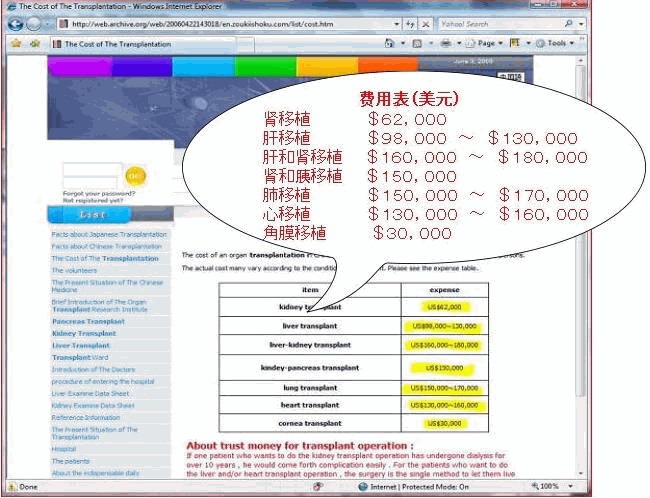 The Cost of The Transplantation - Windows Internet Explorer
http://web.archive.org/web/20060422143018/en.zoukiishoku.com/list/cost.htm
Yahoo! Search
The Cost of The Transplantation
Page
Tools
June 3, 2009
费用表(美元)
肾移植 $62,000
肝移植 $98,000 ～ $130,000
肝和肾移植 $160,000 ～ $180,000
肾和胰移植 $150,000
肺移植 $150,000 ～ $170,000
心移植 $130,000 ～ $160,000
角膜移植 $30,000
GO
Forgot your password?
Not registered yet?
List
Facts about Japanese Transplantation
Facts about Chinese Transplantation
The Cost of The Transplantation
The volunteers
The Present Situation of The Chinese
Medicine
Brief Introduction of The Organ
Transplant Research Institute
Pancreas Transplant
Kidney Transplant
Liver Transplant
Transplant Ward
Introduction of The Doctors
procedure of entering the hospital
Liver Examine Data Sheet
Kidney Examine Data Sheet
Reference Information
The Present Situation of The
Transplantation
Hospital
The patients
About the indispensable daily
The cost of an organ transplantation in
The actual cost many vary according to the condition Please see the expense table.
item expense
kidney transplant US$62,000
liver transplant US$98,000~130,000
liver-kidney transplant US$160,000~180,000
kindey-pancreas transplant US$150,000
lung transplant US$150,000~170,000
heart transplant US$130,000~160,000
cornea transplant US$30,000
About trust money for transplant operation :
If one patient who wants to do the kidney transplant operation has undergone dialysis for
over 10 years , he would come forth complication easily . For the patients who want to do
the liver and/or heart transplant operation , the surgery is the single method to let them live
Done
Internet | Protected Mode: On
100%